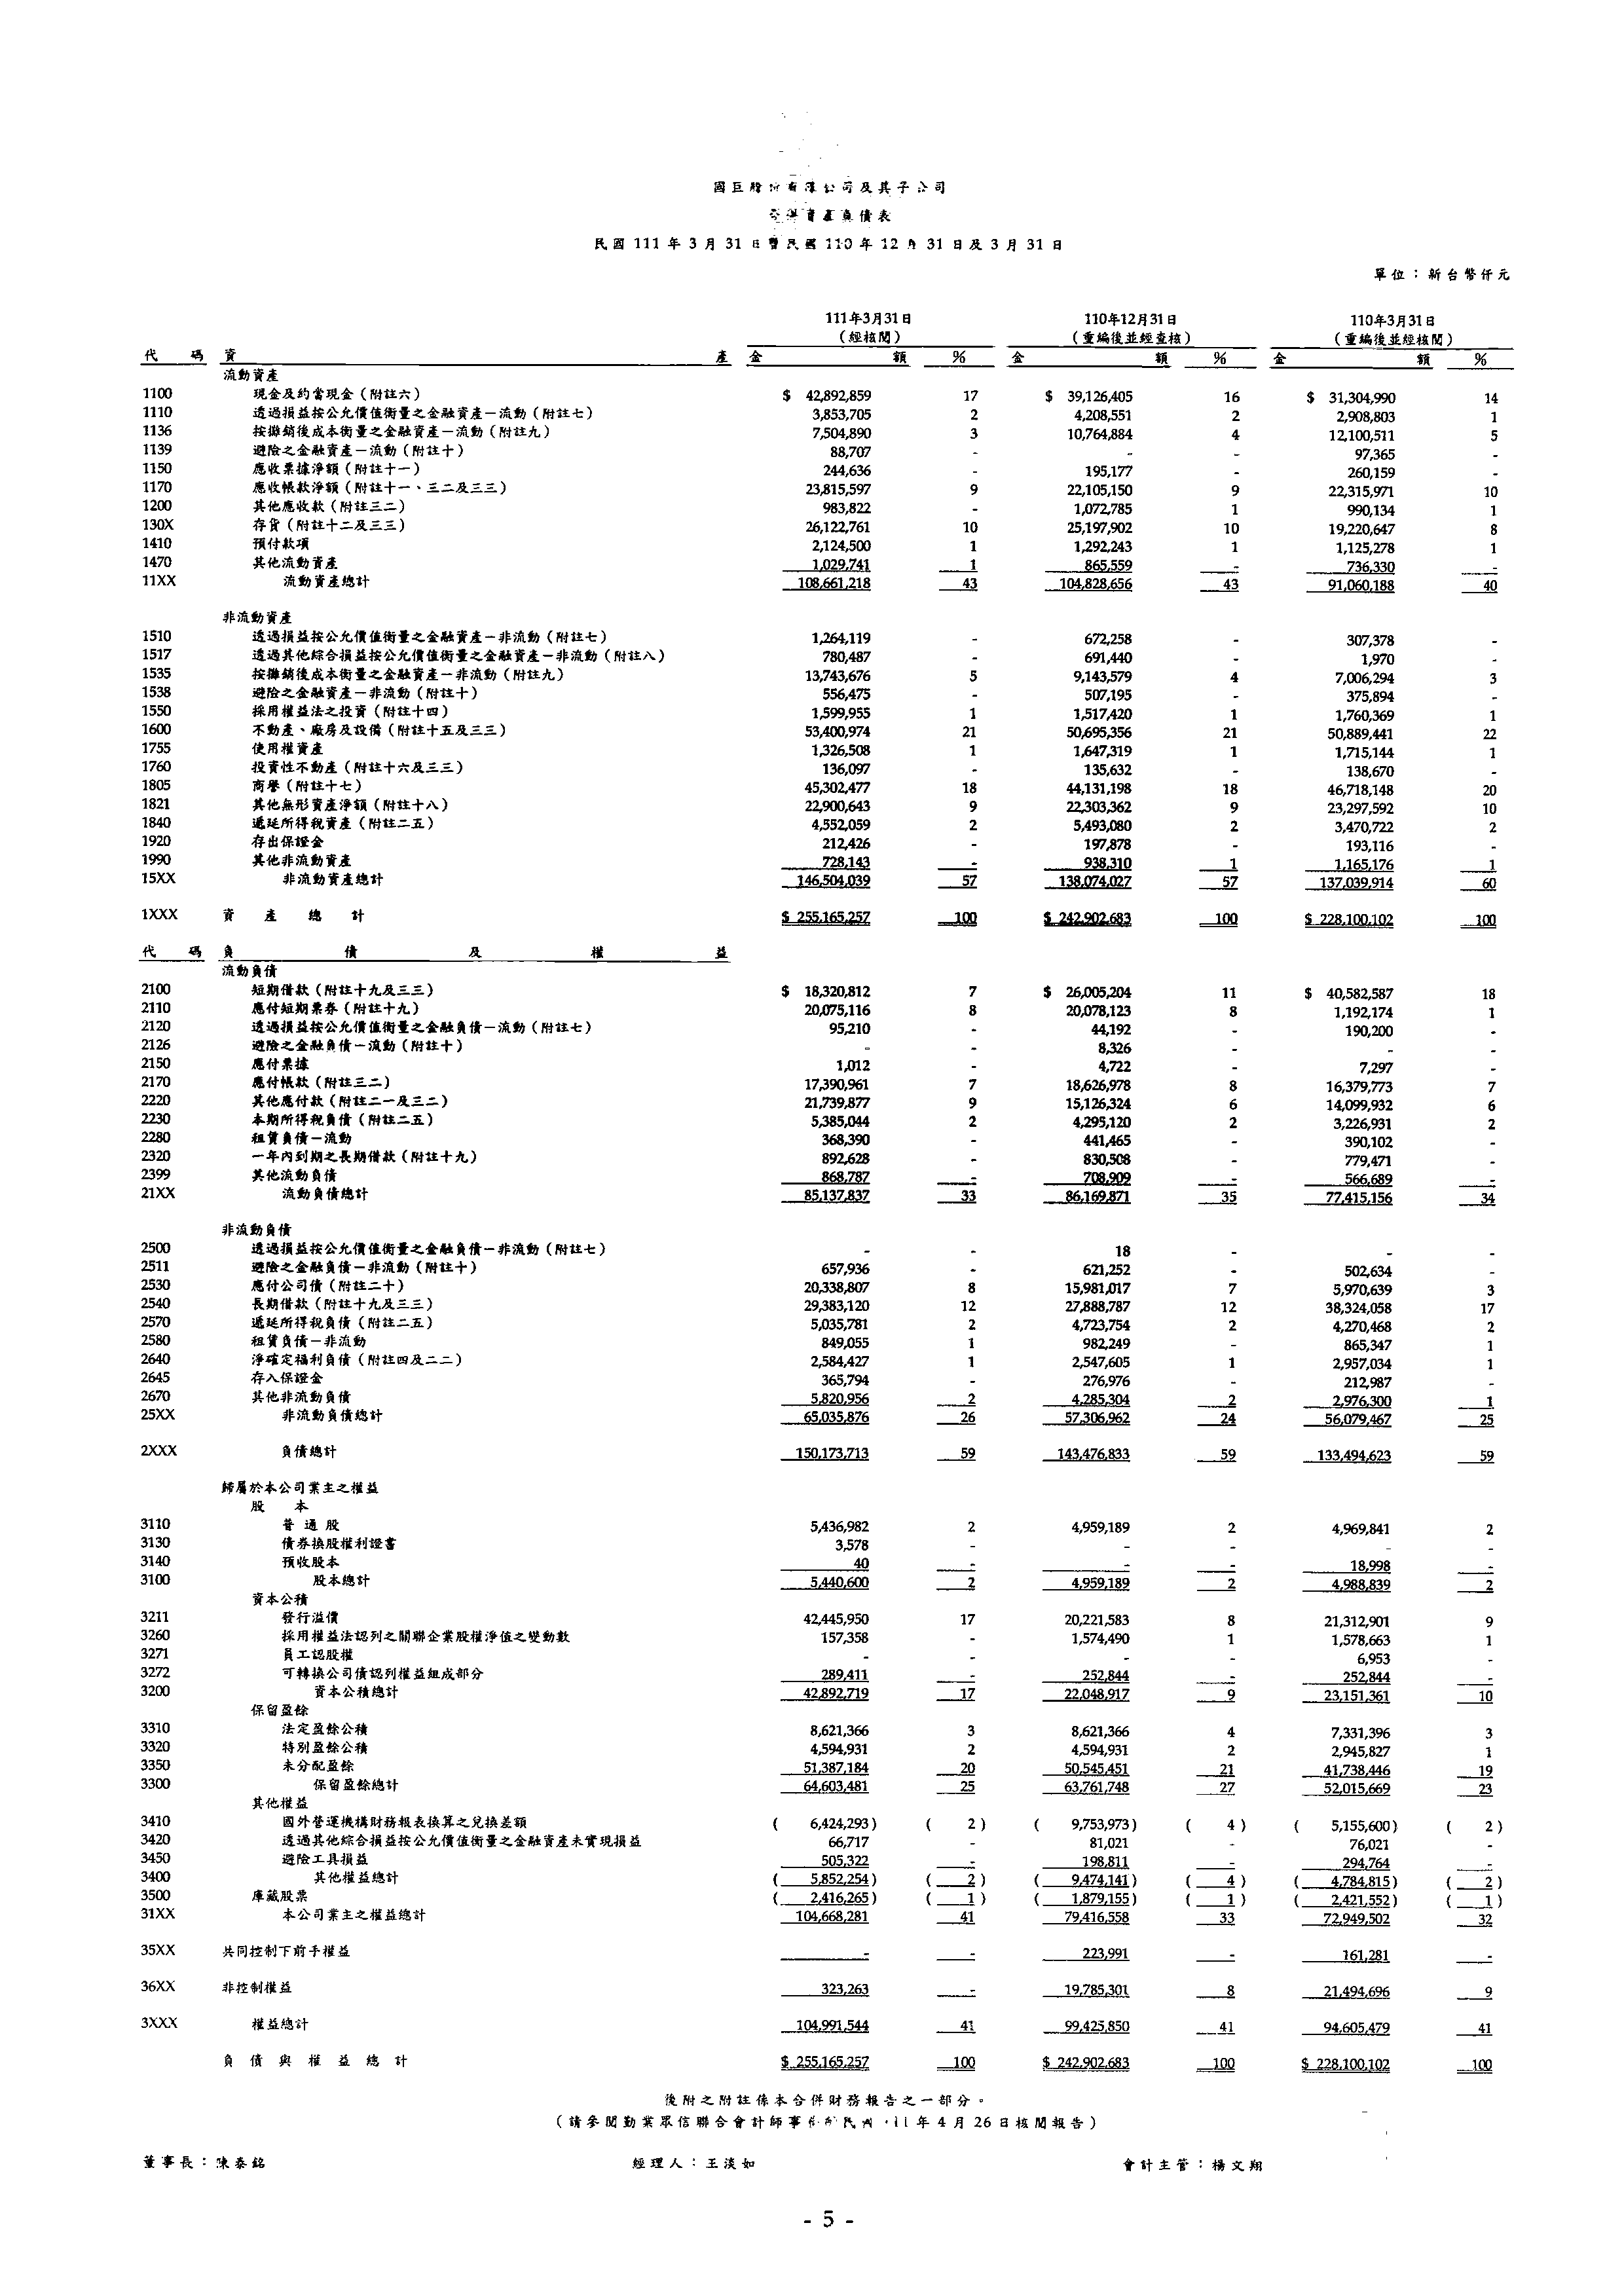 國巨股份有限公司及其子公司
合併資產負債表
民國111年3月31日暨民國110年12月31日及3月31日
單位：新台幣仟元
111年3月31日 110年12月31日 110年3月31日
（經核閱） （重編後並經查核） （重編後並經核閱）
代 碼 資 產 金 額 % 金 額 % 金 額 %
流動資產
1100 現金及約當現金（附註六） $ 42,892,859 17 $ 39,126,405 16 $ 31,304,990 14
1110 透過損益按公允價值衡量之金融資產－流動（附註七） 3,853,705 2 4,208,551 2 2,908,803 1
1136 按攤銷後成本衡量之金融資產－流動（附註九） 7,504,890 3 10,764,884 4 12,100,511 5
1139 避險之金融資產－流動（附註十） 88,707 - - - 97,365 -
1150 應收票據淨額（附註十一） 244,636 - 195,177 - 260,159 -
1170 應收帳款淨額（附註十一、三二及三三） 23,815,597 9 22,105,150 9 22,315,971 10
1200 其他應收款（附註三二） 983,822 - 1,072,785 1 990,134 1
130X 存貨（附註十二及三三） 26,122,761 10 25,197,902 10 19,220,647 8
1410 預付款項 2,124,500 1 1,292,243 1 1,125,278 1
1470 其他流動資產 1,029,741 1 865,559 - 736,330 -
11XX 流動資產總計 108,661,218 43 104,828,656 43 91,060,188 40
非流動資產
1510 透過損益按公允價值衡量之金融資產－非流動（附註七） 1,264,119 - 672,258 - 307,378 -
1517 透過其他綜合損益按公允價值衡量之金融資產－非流動（附註八） 780,487 - 691,440 - 1,970 -
1535 按攤銷後成本衡量之金融資產－非流動（附註九） 13,743,676 5 9,143,579 4 7,006,294 3
1538 避險之金融資產－非流動（附註十） 556,475 - 507,195 - 375,894 -
1550 採用權益法之投資（附註十四） 1,599,955 1 1,517,420 1 1,760,369 1
1600 不動產、廠房及設備（附註十五及三三） 53,400,974 21 50,695,356 21 50,889,441 22
1755 使用權資產 1,326,508 1 1,647,319 1 1,715,144 1
1760 投資性不動產（附註十六及三三） 136,097 - 135,632 - 138,670 -
1805 商譽（附註十七） 45,302,477 18 44,131,198 18 46,718,148 20
1821 其他無形資產淨額（附註十八） 22,900,643 9 22,303,362 9 23,297,592 10
1840 遞延所得稅資產（附註二五） 4,552,059 2 5,493,080 2 3,470,722 2
1920 存出保證金 212,426 - 197,878 - 193,116 -
1990 其他非流動資產 728,143 - 938,310 1 1,165,176 1
15XX 非流動資產總計 146,504,039 57 138,074,027 57 137,039,914 60
1XXX 資 產 總 計 $ 255,165,257 100 $ 242,902,683 100 $ 228,100,102 100
代 碼 負 債 及 權 益
流動負債
2100 短期借款（附註十九及三三） $ 18,320,812 7 $ 26,005,204 11 $ 40,582,587 18
2110 應付短期票券（附註十九） 20,075,116 8 20,078,123 8 1,192,174 1
2120 透過損益按公允價值衡量之金融負債－流動（附註七） 95,210 - 44,192 - 190,200 -
2126 避險之金融負債－流動（附註十） - - 8,326 - - -
2150 應付票據 1,012 - 4,722 - 7,297 -
2170 應付帳款（附註三二） 17,390,961 7 18,626,978 8 16,379,773 7
2220 其他應付款（附註二一及三二） 21,739,877 9 15,126,324 6 14,099,932 6
2230 本期所得稅負債（附註二五） 5,385,044 2 4,295,120 2 3,226,931 2
2280 租賃負債－流動 368,390 - 441,465 - 390,102 -
2320 一年內到期之長期借款（附註十九） 892,628 - 830,508 - 779,471 -
2399 其他流動負債 868,787 - 708,909 - 566,689 -
21XX 流動負債總計 85,137,837 33 86,169,871 35 77,415,156 34
非流動負債
2500 透過損益按公允價值衡量之金融負債－非流動（附註七） - - 18 - - -
2511 避險之金融負債－非流動（附註十） 657,936 - 621,252 - 502,634 -
2530 應付公司債（附註二十） 20,338,807 8 15,981,017 7 5,970,639 3
2540 長期借款（附註十九及三三） 29,383,120 12 27,888,787 12 38,324,058 17
2570 遞延所得稅負債（附註二五） 5,035,781 2 4,723,754 2 4,270,468 2
2580 租賃負債－非流動 849,055 1 982,249 - 865,347 1
2640 淨確定福利負債（附註四及二二） 2,584,427 1 2,547,605 1 2,957,034 1
2645 存入保證金 365,794 - 276,976 - 212,987 -
2670 其他非流動負債 5,820,956 2 4,285,304 2 2,976,300 1
25XX 非流動負債總計 65,035,876 26 57,306,962 24 56,079,467 25
2XXX 負債總計 150,173,713 59 143,476,833 59 133,494,623 59
歸屬於本公司業主之權益
股 本
3110 普通股 5,436,982 2 4,959,189 2 4,969,841 2
3130 債券換股權利證書 3,578 - - - - -
3140 預收股本 40 - - - 18,998 -
3100 股本總計 5,440,600 2 4,959,189 2 4,988,839 2
資本公積
3211 發行溢價 42,445,950 17 20,221,583 8 21,312,901 9
3260 採用權益法認列之關聯企業股權淨值之變動數 157,358 - 1,574,490 1 1,578,663 1
3271 員工認股權 - - - - 6,953 -
3272 可轉換公司債認列權益組成部分 289,411 - 252,844 - 252,844 -
3200 資本公積總計 42,892,719 17 22,048,917 9 23,151,361 10
保留盈餘
3310 法定盈餘公積 8,621,366 3 8,621,366 4 7,331,396 3
3320 特別盈餘公積 4,594,931 2 4,594,931 2 2,945,827 1
3350 未分配盈餘 51,387,184 20 50,545,451 21 41,738,446 19
3300 保留盈餘總計 64,603,481 25 63,761,748 27 52,015,669 23
其他權益
3410 國外營運機構財務報表換算之兌換差額 ( 6,424,293) ( 2) ( 9,753,973) ( 4) ( 5,155,600) ( 2)
3420 透過其他綜合損益按公允價值衡量之金融資產未實現損益 66,717 - 81,021 - 76,021 -
3450 避險工具損益 505,322 - 198,811 - 294,764 -
3400 其他權益總計 ( 5,852,254) ( 2) ( 9,474,141) ( 4) ( 4,784,815) ( 2)
3500 庫藏股票 ( 2,416,265) ( 1) ( 1,879,155) ( 1) ( 2,421,552) ( 1)
31XX 本公司業主之權益總計 104,668,281 41 79,416,558 33 72,949,502 32
35XX 共同控制下前手權益 - - 223,991 - 161,281 -
36XX 非控制權益 323,263 - 19,785,301 8 21,494,696 9
3XXX 權益總計 104,991,544 41 99,425,850 41 94,605,479 41
負 債 與 權 益 總 計 $ 255,165,257 100 $ 242,902,683 100 $ 228,100,102 100
後附之附註係本合併財務報告之一部分。
（請參閱勤業眾信聯合會計師事務所民國111年4月26日核閱報告）
董事長：陳泰銘 經理人：王淡如 會計主管：楊文翔
- 5 -